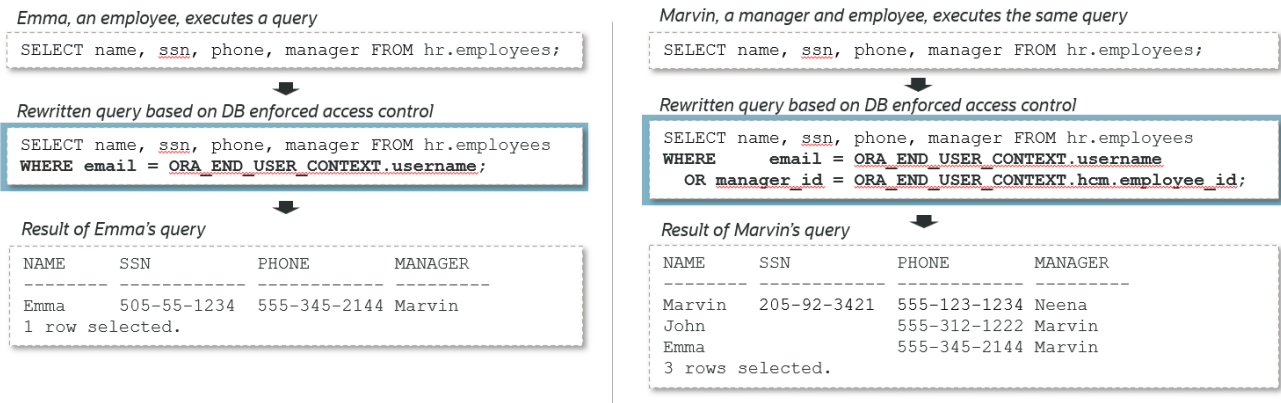 Emma, an employee, executes a query
SELECT name, ssn, phone, manager FROM hr.employees;
Rewritten query based on DB enforced access control
SELECT name, ssn, phone, manager FROM hr.employees
WHERE email = ORA_END_USER_CONTEXT.username;
Result of Emma's query
NAME SSN PHONE MANAGER
-------- ------------ ------------ ---------
Emma 505-55-1234 555-345-2144 Marvin
1 row selected.
Marvin, a manager and employee, executes the same query
SELECT name, ssn, phone, manager FROM hr.employees;
Rewritten query based on DB enforced access control
SELECT name, ssn, phone, manager FROM hr.employees
WHERE email = ORA_END_USER_CONTEXT.username
OR manager_id = ORA_END_USER_CONTEXT.hcm.employee_id;
Result of Marvin's query
NAME SSN PHONE MANAGER
-------- ------------ ------------ ---------
Marvin 205-92-3421 555-123-1234 Neena
John 555-312-1222 Marvin
Emma 555-345-2144 Marvin
3 rows selected.